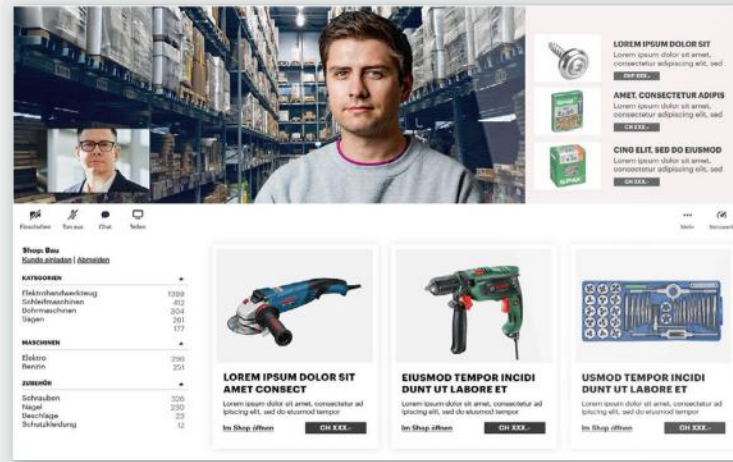 LOREM IPSUM DOLOR SIT
Lorem ipsum dolor sit amet,
consectetur adipiscing elit, sed
CHF XXX.-
AMET, CONSECTETUR ADIPIS
Lorem ipsum dolor sit amet,
consectetur adipiscing elit, sed
CH XXX.-
CING ELIT, SED DO EIUSMOD
Lorem ipsum dolor sit amet,
consectetur adipiscing elit, sed
CH XXX.-
SPAX
Einschalten
Ton aus
Chat
Teilen
Mehr
Shop: Bau
Kunde einladen | Abmelden
KATEGORIEN
Elektrohandwerkzeug 1399
Schleifmaschinen 412
Bohrmaschinen 304
Sägen 261
177
MASCHINEN
Elektro 298
Benzin 251
ZUBEHÖR
Schrauben 326
Nägel 230
Beschläge 23
Schutzkleidung 12
BOSCH
LOREM IPSUM DOLOR SIT
AMET CONSECT
Lorem ipsum dolor sit amet, consectetur ad
ipiscing elit, sed do eiusmod tempor
Im Shop öffnen
CH XXX.-
EIUSMOD TEMPOR INCIDI
DUNT UT LABORE ET
Lorem ipsum dolor sit amet, consectetur ad
ipiscing elit, sed do eiusmod tempor
Im Shop öffnen
CH XXX.-
USMOD TEMPOR INCIDI
DUNT UT LABORE ET
Lorem ipsum dolor sit amet, consectetur ad
ipiscing elit, sed do eiusmod tempor
Im Shop öffnen
CH XXX.-